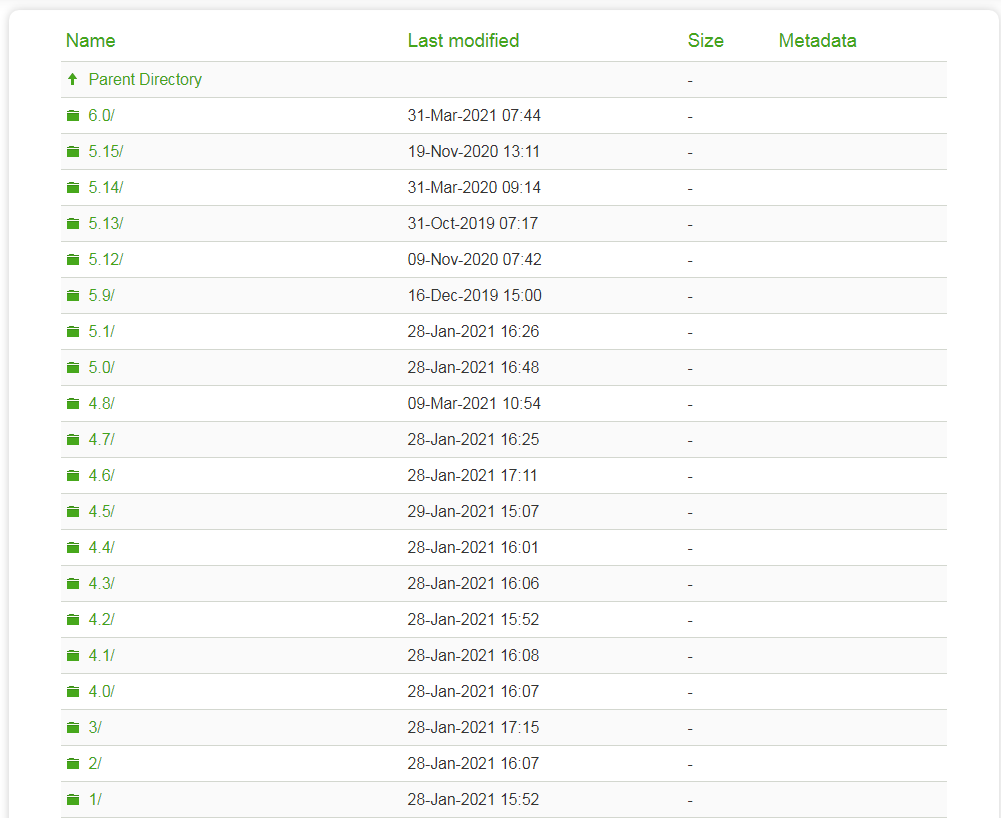 Name Last modified Size Metadata
Parent Directory -
6.0/ 31-Mar-2021 07:44 -
5.15/ 19-Nov-2020 13:11 -
5.14/ 31-Mar-2020 09:14 -
5.13/ 31-Oct-2019 07:17 -
5.12/ 09-Nov-2020 07:42 -
5.9/ 16-Dec-2019 15:00 -
5.1/ 28-Jan-2021 16:26 -
5.0/ 28-Jan-2021 16:48 -
4.8/ 09-Mar-2021 10:54 -
4.7/ 28-Jan-2021 16:25 -
4.6/ 28-Jan-2021 17:11 -
4.5/ 29-Jan-2021 15:07 -
4.4/ 28-Jan-2021 16:01 -
4.3/ 28-Jan-2021 16:06 -
4.2/ 28-Jan-2021 15:52 -
4.1/ 28-Jan-2021 16:08 -
4.0/ 28-Jan-2021 16:07 -
3/ 28-Jan-2021 17:15 -
2/ 28-Jan-2021 16:07 -
1/ 28-Jan-2021 15:52 -